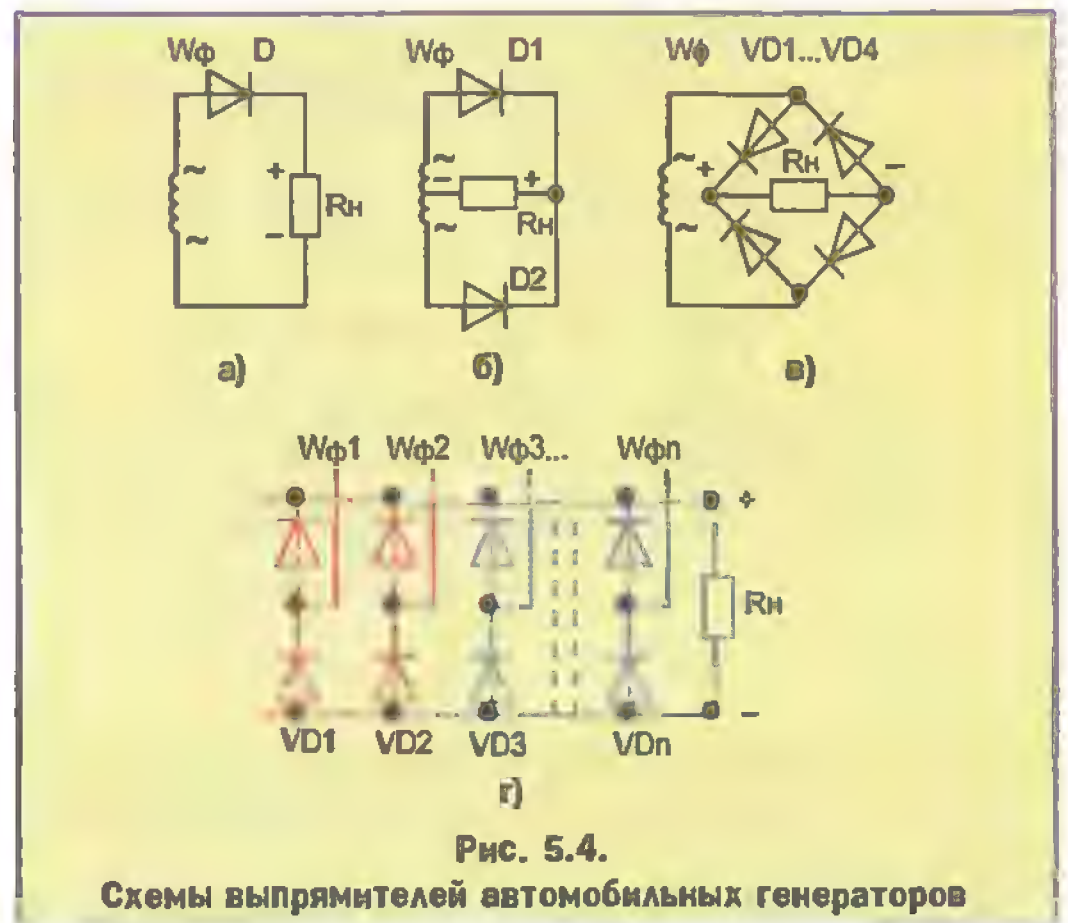 Wф D
Wф D1
Wф VD1...VD4
~
+
Rн
~
−
~
−
+
~
Rн
D2
~
+
Rн
−
~
а)
б)
в)
Wф1 Wф2 Wф3... Wфn
+
Rн
−
VD1 VD2 VD3 VDn
г)
Рис. 5.4.
Схемы выпрямителей автомобильных генераторов